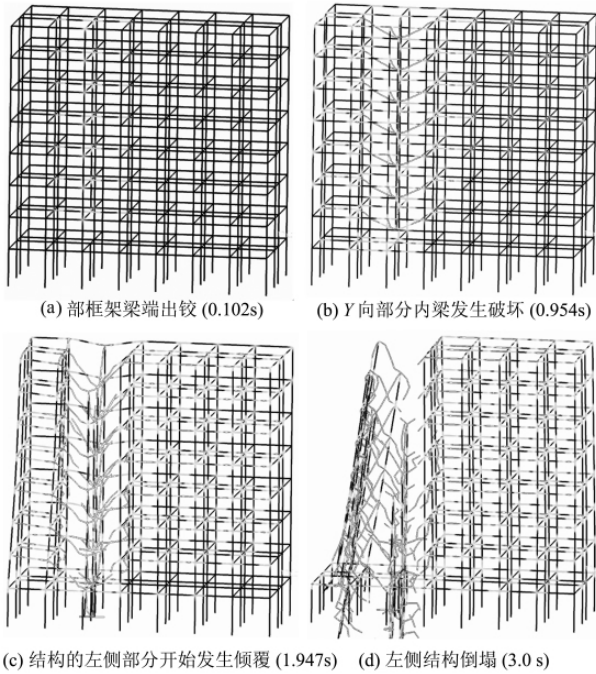 (a) 部框架梁端出铰 (0.102s)
(b) Y 向部分内梁发生破坏 (0.954s)
(c) 结构的左侧部分开始发生倾覆 (1.947s)
(d) 左侧结构倒塌 (3.0 s)